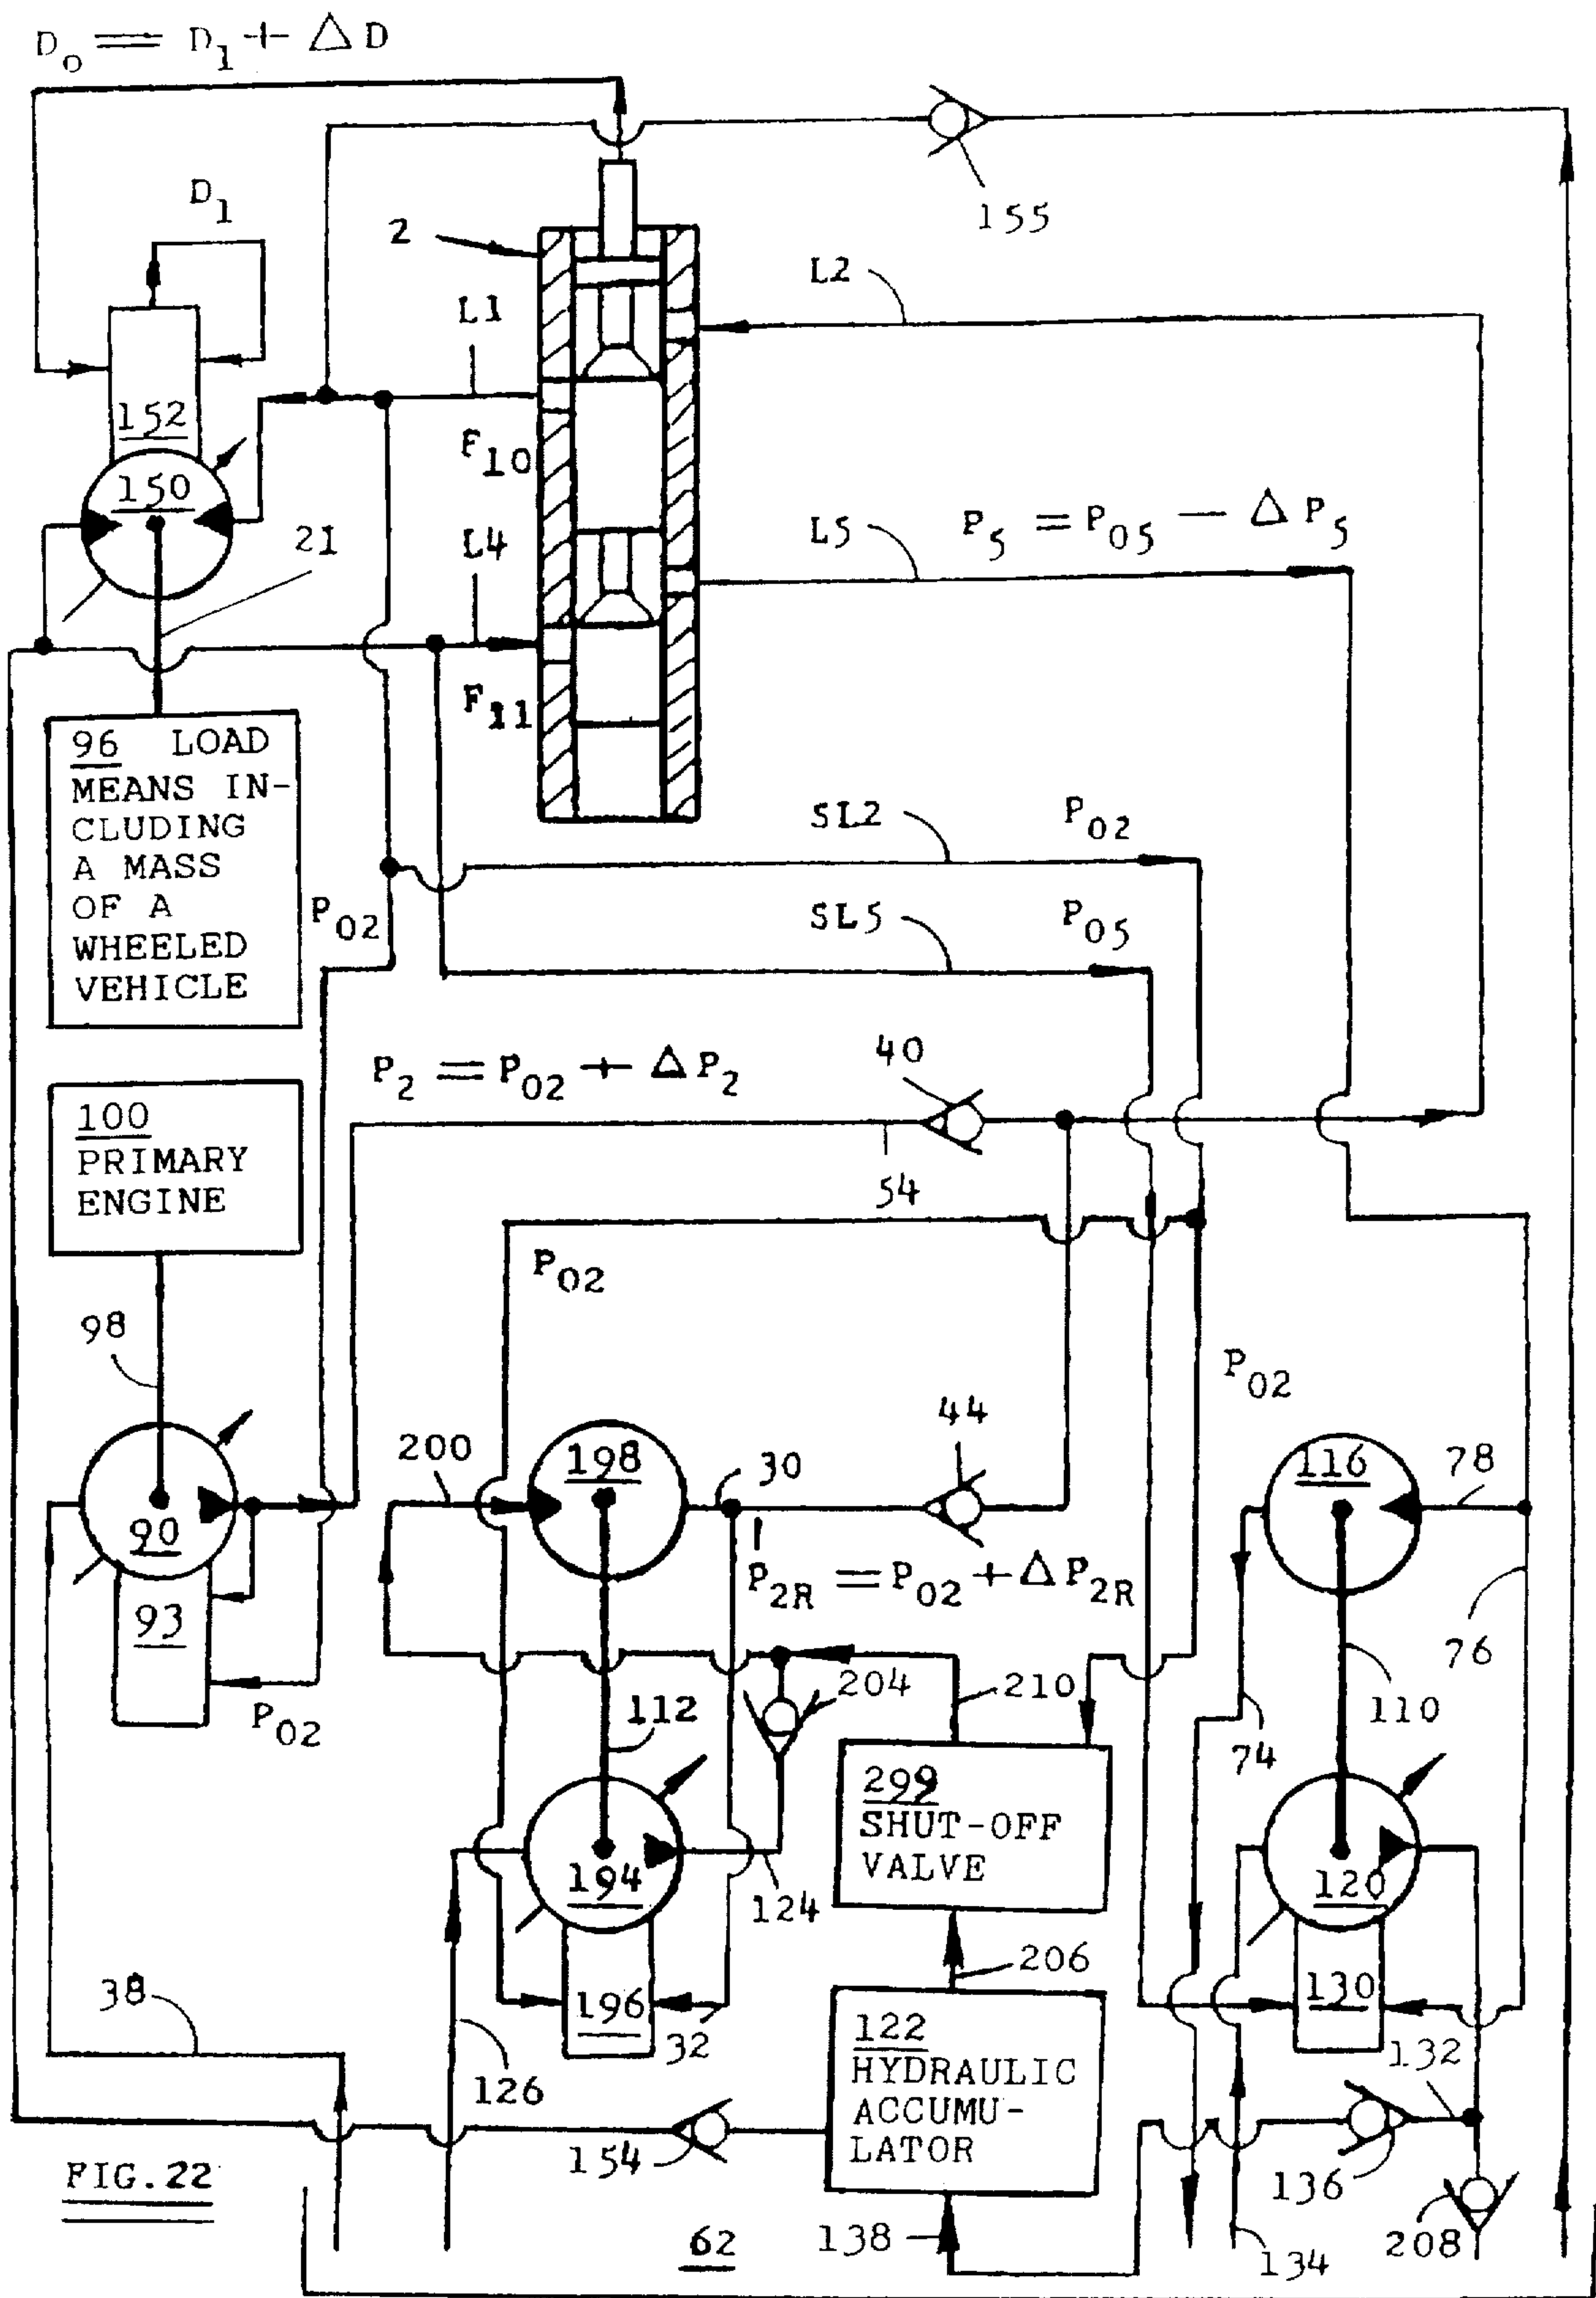 D₀ = D₁ + ΔD
155
D₁
2
L2
L1
152
F₁₀
150
21
L4
L5
P₅ = P₀₅ − ΔP₅
F₁₁
96 LOAD
MEANS IN-
CLUDING
A MASS
OF A
WHEELED
VEHICLE
SL2
P₀₂
P₀₂
SL5
P₀₅
P₂ = P₀₂ + ΔP₂
40
100
PRIMARY
ENGINE
54
P₀₂
98
P₀₂
200
198
30
44
116
78
90
P₂R = P₀₂ + ΔP₂R
93
76
P₀₂
112
204
210
74
110
299
SHUT-OFF
VALVE
194
124
120
206
38
196
32
130
126
122
HYDRAULIC
ACCUMU-
LATOR
132
154
136
FIG.22
62
138
134
208